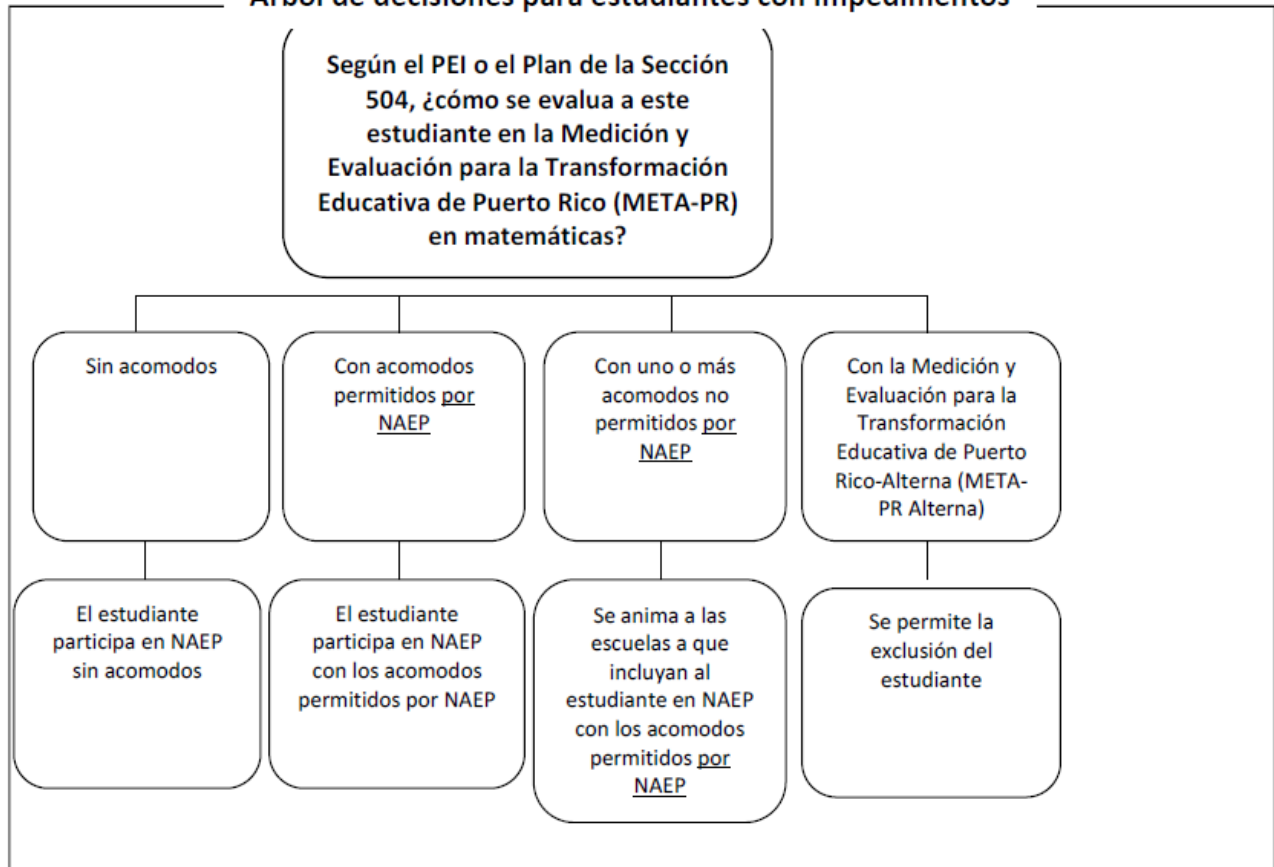 Árbol de decisiones para estudiantes con impedimentos
Según el PEI o el Plan de la Sección
504, ¿cómo se evalua a este
estudiante en la Medición y
Evaluación para la Transformación
Educativa de Puerto Rico (META-PR)
en matemáticas?
Sin acomodos
Con acomodos
permitidos por
NAEP
Con uno o más
acomodos no
permitidos por
NAEP
Con la Medición y
Evaluación para la
Transformación
Educativa de Puerto
Rico-Alterna (META-
PR Alterna)
El estudiante
participa en NAEP
sin acomodos
El estudiante
participa en NAEP
con los acomodos
permitidos por NAEP
Se anima a las
escuelas a que
incluyan al
estudiante en NAEP
con los acomodos
permitidos por
NAEP
Se permite la
exclusión del
estudiante